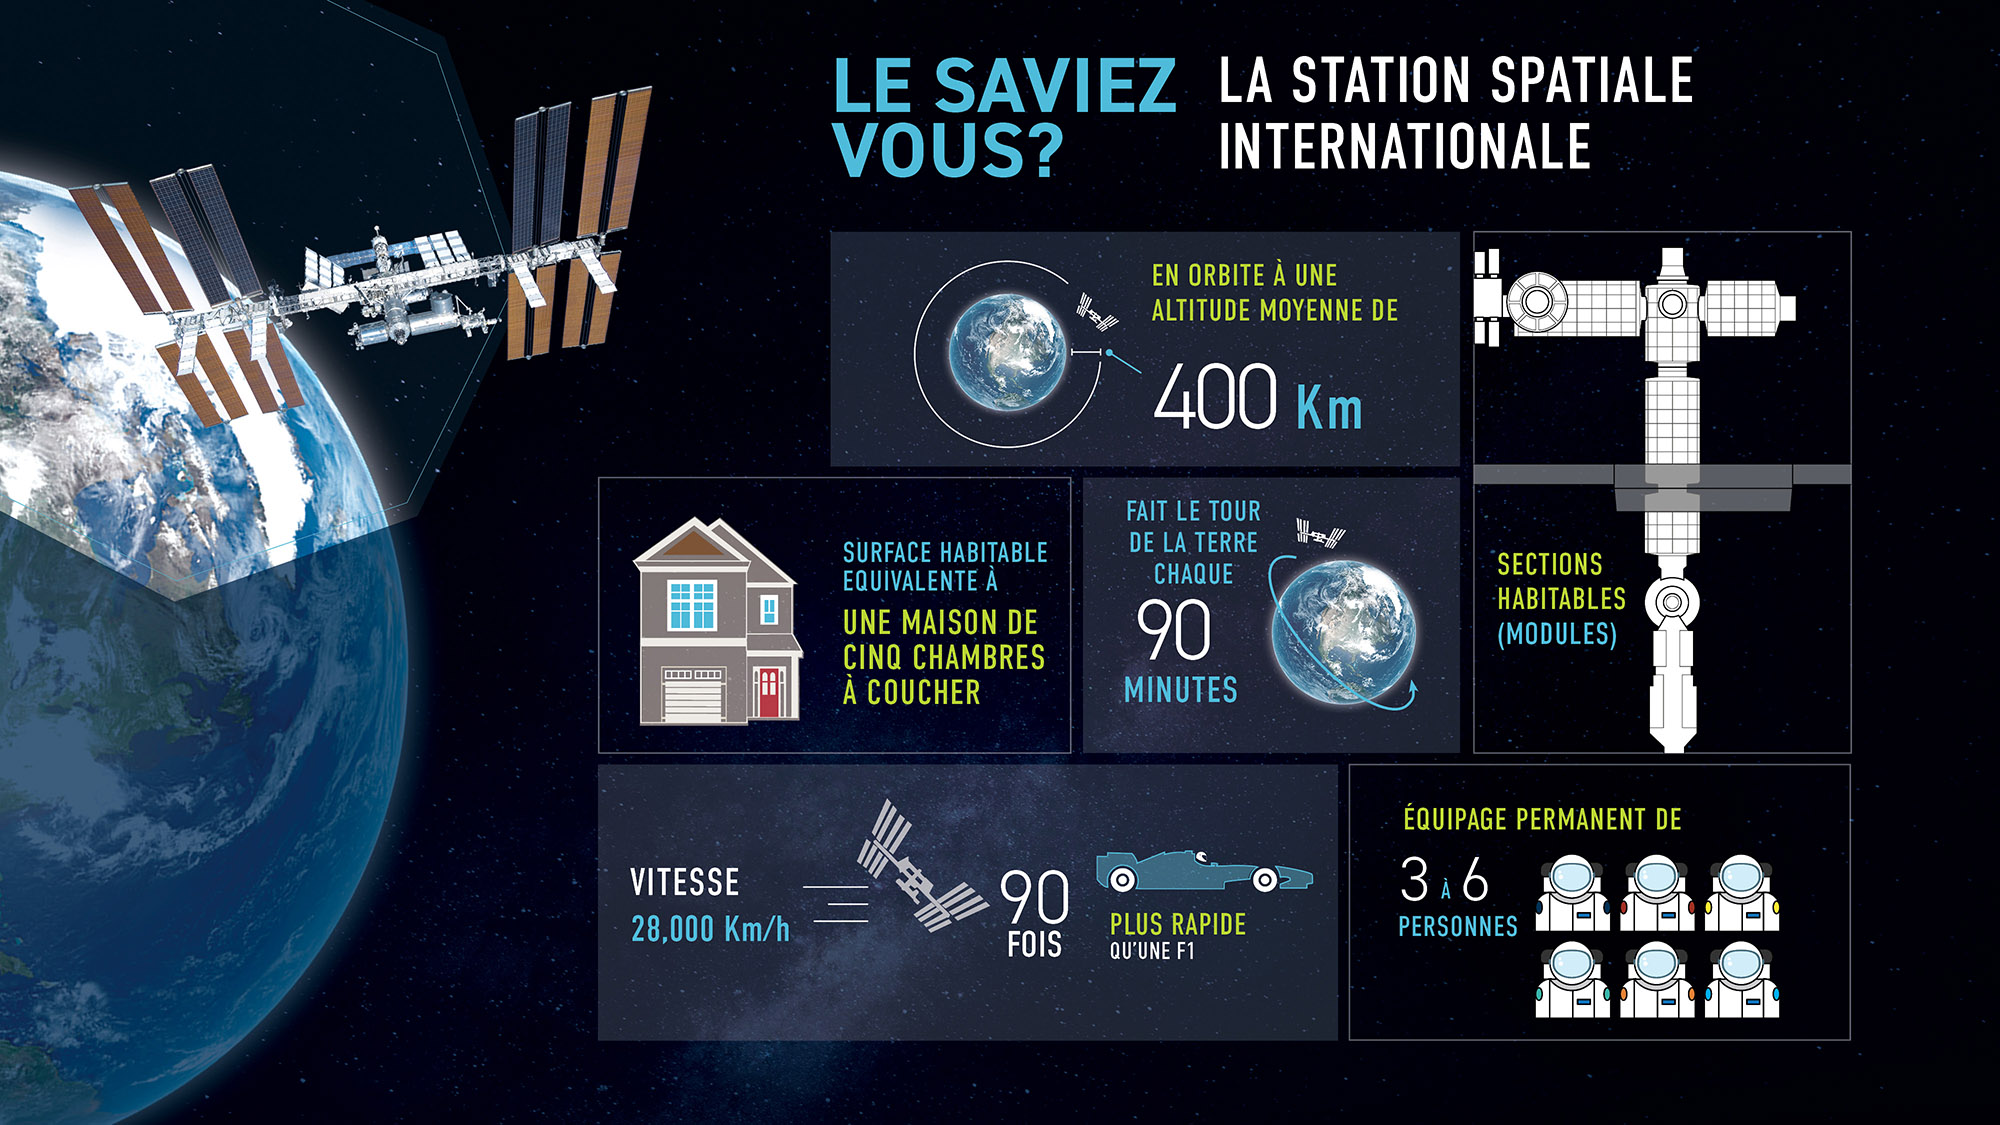 LE SAVIEZ
VOUS?
LA STATION SPATIALE
INTERNATIONALE
EN ORBITE À UNE
ALTITUDE MOYENNE DE
400 Km
SURFACE HABITABLE
EQUIVALENTE À
UNE MAISON DE
CINQ CHAMBRES
À COUCHER
FAIT LE TOUR
DE LA TERRE
CHAQUE
90
MINUTES
SECTIONS
HABITABLES
(MODULES)
VITESSE
28,000 Km/h
90
FOIS
PLUS RAPIDE
QU'UNE F1
ÉQUIPAGE PERMANENT DE
3 À 6
PERSONNES